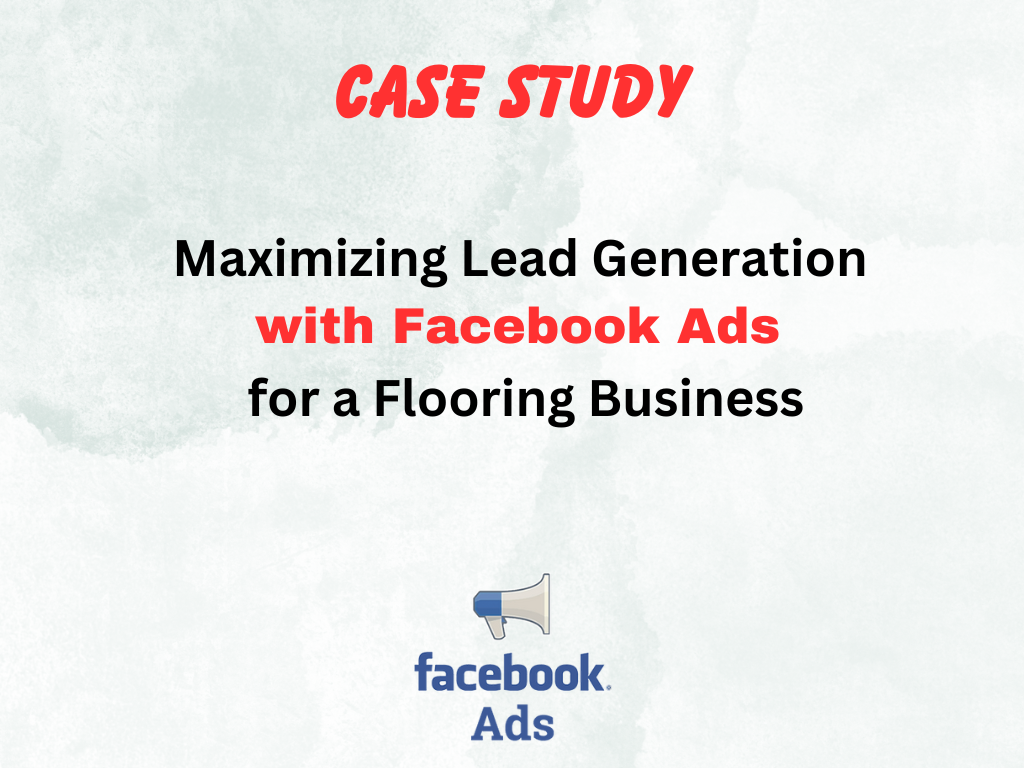 CASE STUDY
Maximizing Lead Generation
with Facebook Ads
for a Flooring Business
facebook.
Ads